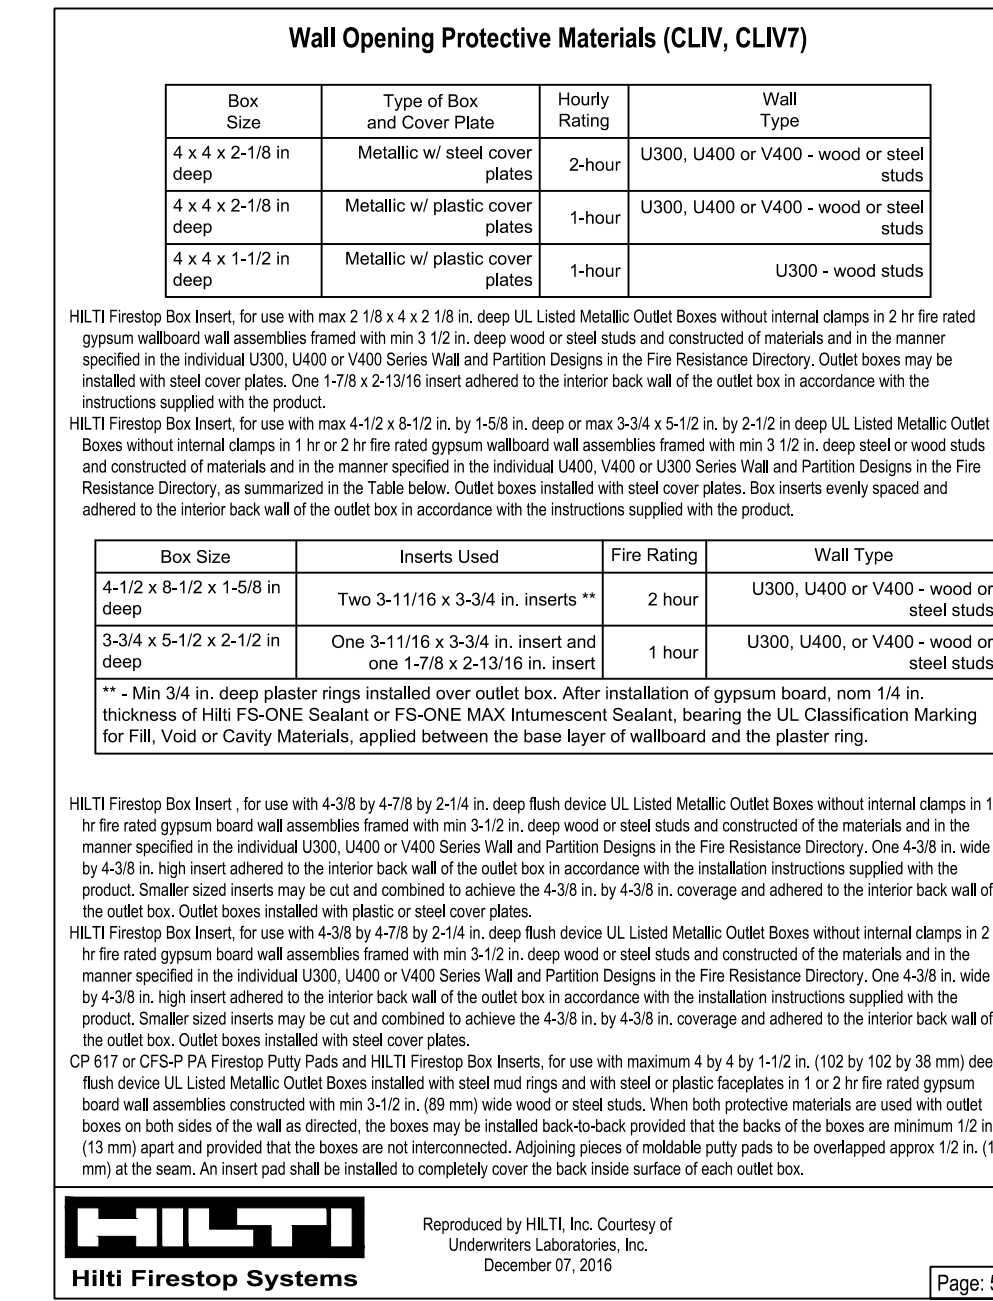 Wall Opening Protective Materials (CLIV, CLIV7)
Box Size | Type of Box and Cover Plate | Hourly Rating | Wall Type
4 x 4 x 2-1/8 in deep | Metallic w/ steel cover plates | 2-hour | U300, U400 or V400 - wood or steel studs
4 x 4 x 2-1/8 in deep | Metallic w/ plastic cover plates | 1-hour | U300, U400 or V400 - wood or steel studs
4 x 4 x 1-1/2 in deep | Metallic w/ plastic cover plates | 1-hour | U300 - wood studs
HILTI Firestop Box Insert, for use with max 2 1/8 x 4 x 2 1/8 in. deep UL Listed Metallic Outlet Boxes without internal clamps in 2 hr fire rated
gypsum wallboard wall assemblies framed with min 3 1/2 in. deep wood or steel studs and constructed of materials and in the manner
specified in the individual U300, U400 or V400 Series Wall and Partition Designs in the Fire Resistance Directory. Outlet boxes may be
installed with steel cover plates. One 1-7/8 x 2-13/16 insert adhered to the interior back wall of the outlet box in accordance with the
instructions supplied with the product.
HILTI Firestop Box Insert, for use with max 4-1/2 x 8-1/2 in. by 1-5/8 in. deep or max 3-3/4 x 5-1/2 in. by 2-1/2 in deep UL Listed Metallic Outlet
Boxes without internal clamps in 1 hr or 2 hr fire rated gypsum wallboard wall assemblies framed with min 3 1/2 in. deep steel or wood studs
and constructed of materials and in the manner specified in the individual U400, V400 or U300 Series Wall and Partition Designs in the Fire
Resistance Directory, as summarized in the Table below. Outlet boxes installed with steel cover plates. Box inserts evenly spaced and
adhered to the interior back wall of the outlet box in accordance with the instructions supplied with the product.
Box Size | Inserts Used | Fire Rating | Wall Type
4-1/2 x 8-1/2 x 1-5/8 in deep | Two 3-11/16 x 3-3/4 in. inserts ** | 2 hour | U300, U400 or V400 - wood or steel studs
3-3/4 x 5-1/2 x 2-1/2 in deep | One 3-11/16 x 3-3/4 in. insert and one 1-7/8 x 2-13/16 in. insert | 1 hour | U300, U400, or V400 - wood or steel studs
** - Min 3/4 in. deep plaster rings installed over outlet box. After installation of gypsum board, nom 1/4 in.
thickness of Hilti FS-ONE Sealant or FS-ONE MAX Intumescent Sealant, bearing the UL Classification Marking
for Fill, Void or Cavity Materials, applied between the base layer of wallboard and the plaster ring.
HILTI Firestop Box Insert , for use with 4-3/8 by 4-7/8 by 2-1/4 in. deep flush device UL Listed Metallic Outlet Boxes without internal clamps in 1
hr fire rated gypsum board wall assemblies framed with min 3-1/2 in. deep wood or steel studs and constructed of the materials and in the
manner specified in the individual U300, U400 or V400 Series Wall and Partition Designs in the Fire Resistance Directory. One 4-3/8 in. wide
by 4-3/8 in. high insert adhered to the interior back wall of the outlet box in accordance with the installation instructions supplied with the
product. Smaller sized inserts may be cut and combined to achieve the 4-3/8 in. by 4-3/8 in. coverage and adhered to the interior back wall of
the outlet box. Outlet boxes installed with plastic or steel cover plates.
HILTI Firestop Box Insert, for use with 4-3/8 by 4-7/8 by 2-1/4 in. deep flush device UL Listed Metallic Outlet Boxes without internal clamps in 2
hr fire rated gypsum board wall assemblies framed with min 3-1/2 in. deep wood or steel studs and constructed of the materials and in the
manner specified in the individual U300, U400 or V400 Series Wall and Partition Designs in the Fire Resistance Directory. One 4-3/8 in. wide
by 4-3/8 in. high insert adhered to the interior back wall of the outlet box in accordance with the installation instructions supplied with the
product. Smaller sized inserts may be cut and combined to achieve the 4-3/8 in. by 4-3/8 in. coverage and adhered to the interior back wall of
the outlet box. Outlet boxes installed with steel cover plates.
CP 617 or CFS-P PA Firestop Putty Pads and HILTI Firestop Box Inserts, for use with maximum 4 by 4 by 1-1/2 in. (102 by 102 by 38 mm) dee
flush device UL Listed Metallic Outlet Boxes installed with steel mud rings and with steel or plastic faceplates in 1 or 2 hr fire rated gypsum
board wall assemblies constructed with min 3-1/2 in. (89 mm) wide wood or steel studs. When both protective materials are used with outlet
boxes on both sides of the wall as directed, the boxes may be installed back-to-back provided that the backs of the boxes are minimum 1/2 in
(13 mm) apart and provided that the boxes are not interconnected. Adjoining pieces of moldable putty pads to be overlapped approx 1/2 in. (1
mm) at the seam. An insert pad shall be installed to completely cover the back inside surface of each outlet box.
HILTI
Hilti Firestop Systems
Reproduced by HILTI, Inc. Courtesy of
Underwriters Laboratories, Inc.
December 07, 2016
Page: 5